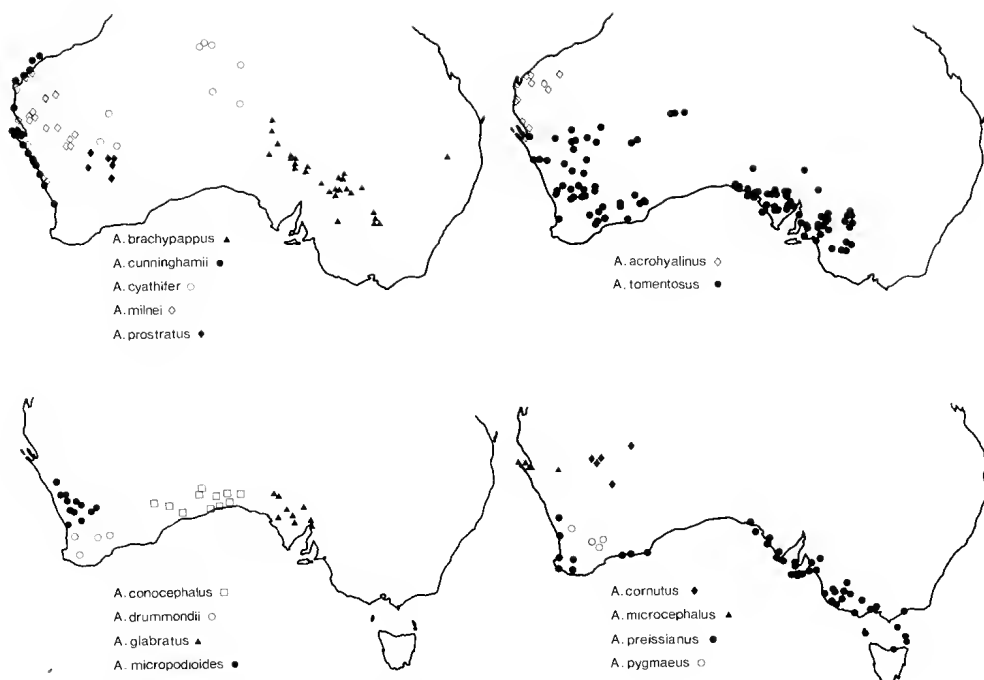 A. brachypappus ▲
A. cunninghamii ●
A. cyathifer ○
A. milnei ◇
A. prostratus ◆
A. acrohyalinus ◇
A. tomentosus ●
A. conocephalus □
A. drummondii ○
A. glabratus ▲
A. micropodioides ●
A. cornutus ◆
A. microcephalus ▲
A. preissianus ●
A. pygmaeus ○